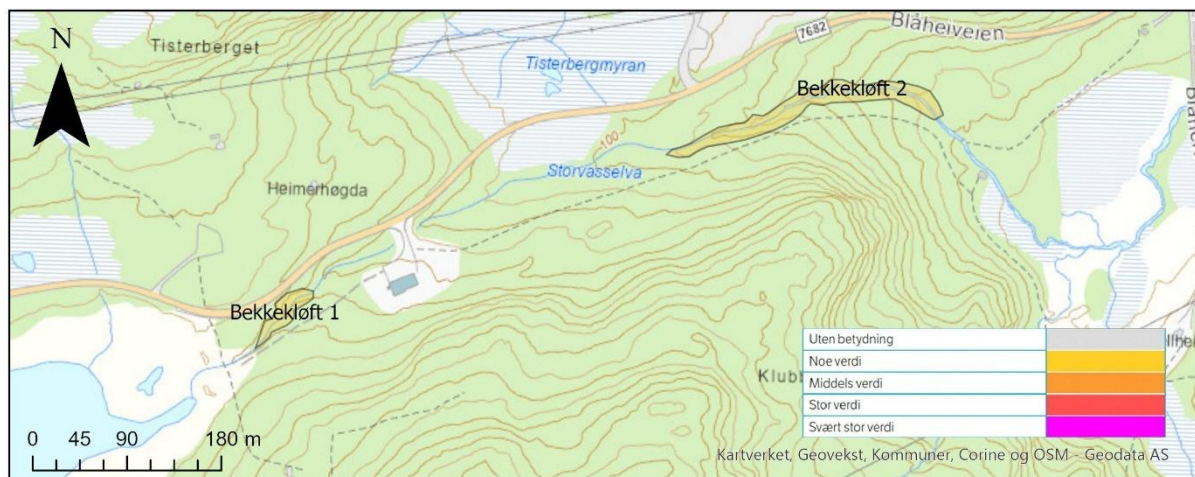 N
Tisterberget
7682
Blåheiveien
Tisterbergmyran
Bekkekløft 2
100
Storvasselva
Heimerhøgda
Bekkekløft 1
Uten betydning
Noe verdi
Middels verdi
Stor verdi
Svært stor verdi
0 45 90 180 m
Kartverket, Geovekst, Kommuner, Corine og OSM - Geodata AS